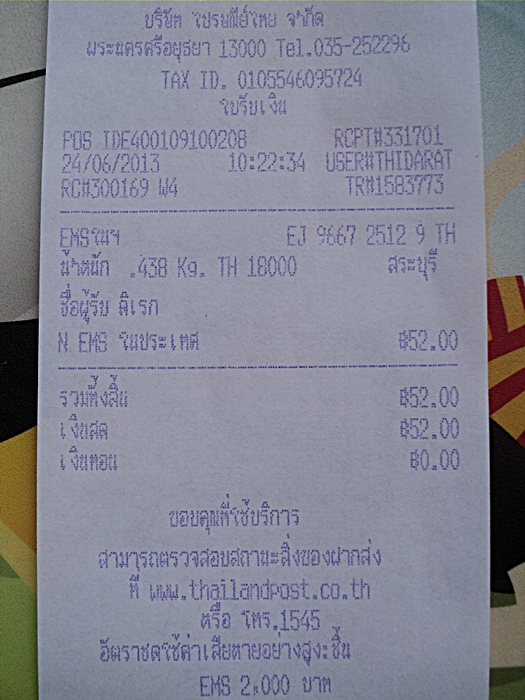 บริษัท ไปรษณีย์ไทย จำกัด
พระนครศรีอยุธยา 13000 Tel.035-252296
TAX ID. 0105546095724
ใบรับเงิน
POS IDE400109100208 RCPT#331701
24/06/2013 10:22:34 USER#THIDARAT
RC#300169 W4 TR#1583773
EMSในฯ EJ 9667 2512 9 TH
น้ำหนัก .438 Kg. TH 18000 สระบุรี
ชื่อผู้รับ ดิเรก
N EMS ในประเทศ ฿52.00
รวมทั้งสิ้น ฿52.00
เงินสด ฿52.00
เงินทอน ฿0.00
ขอบคุณที่ใช้บริการ
สามารถตรวจสอบสถานะสิ่งของฝากส่ง
ที่ www.thailandpost.co.th
หรือ โทร.1545
อัตราชดใช้ค่าเสียหายอย่างสูงะชิ้น
EMS 2,000 บาท